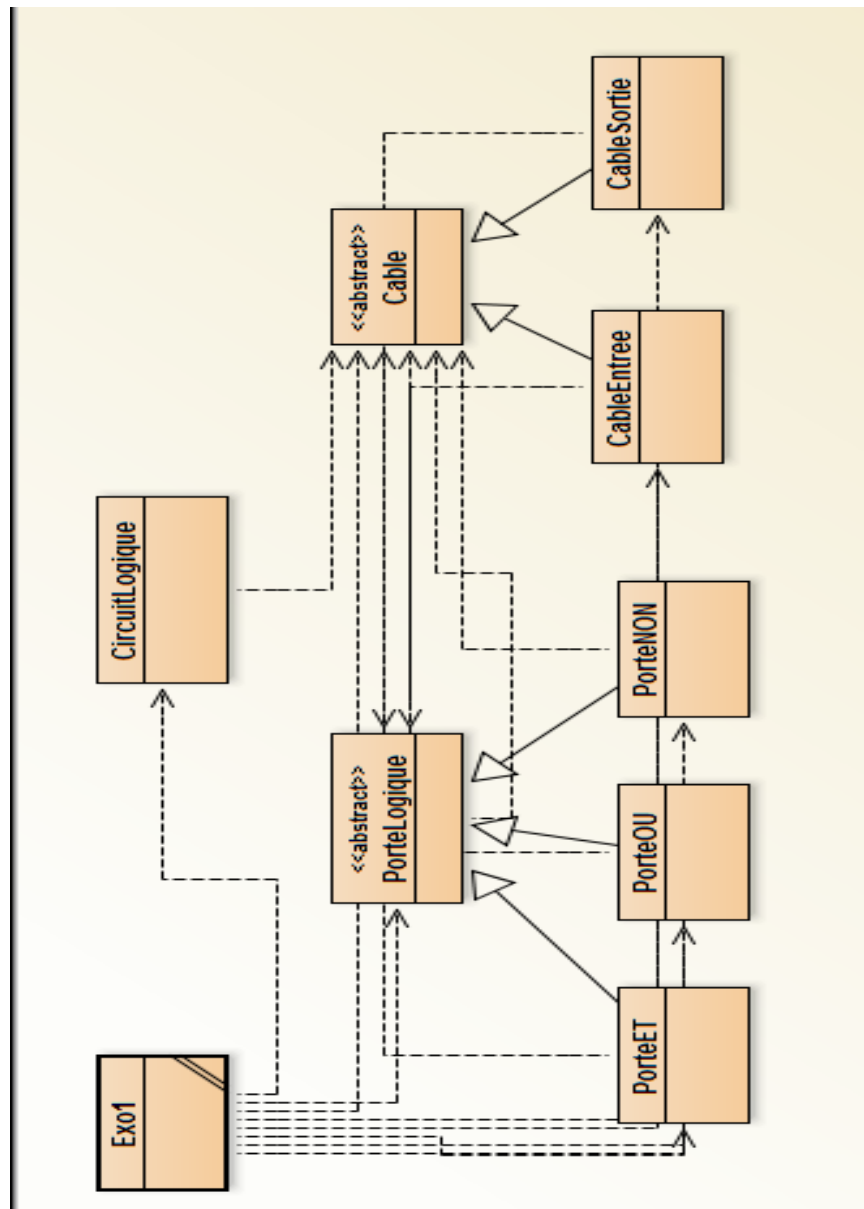 Exo1
CircuitLogique
<<abstract>>
PorteLogique
<<abstract>>
Cable
PorteET
PorteOU
PorteNON
CableEntree
CableSortie